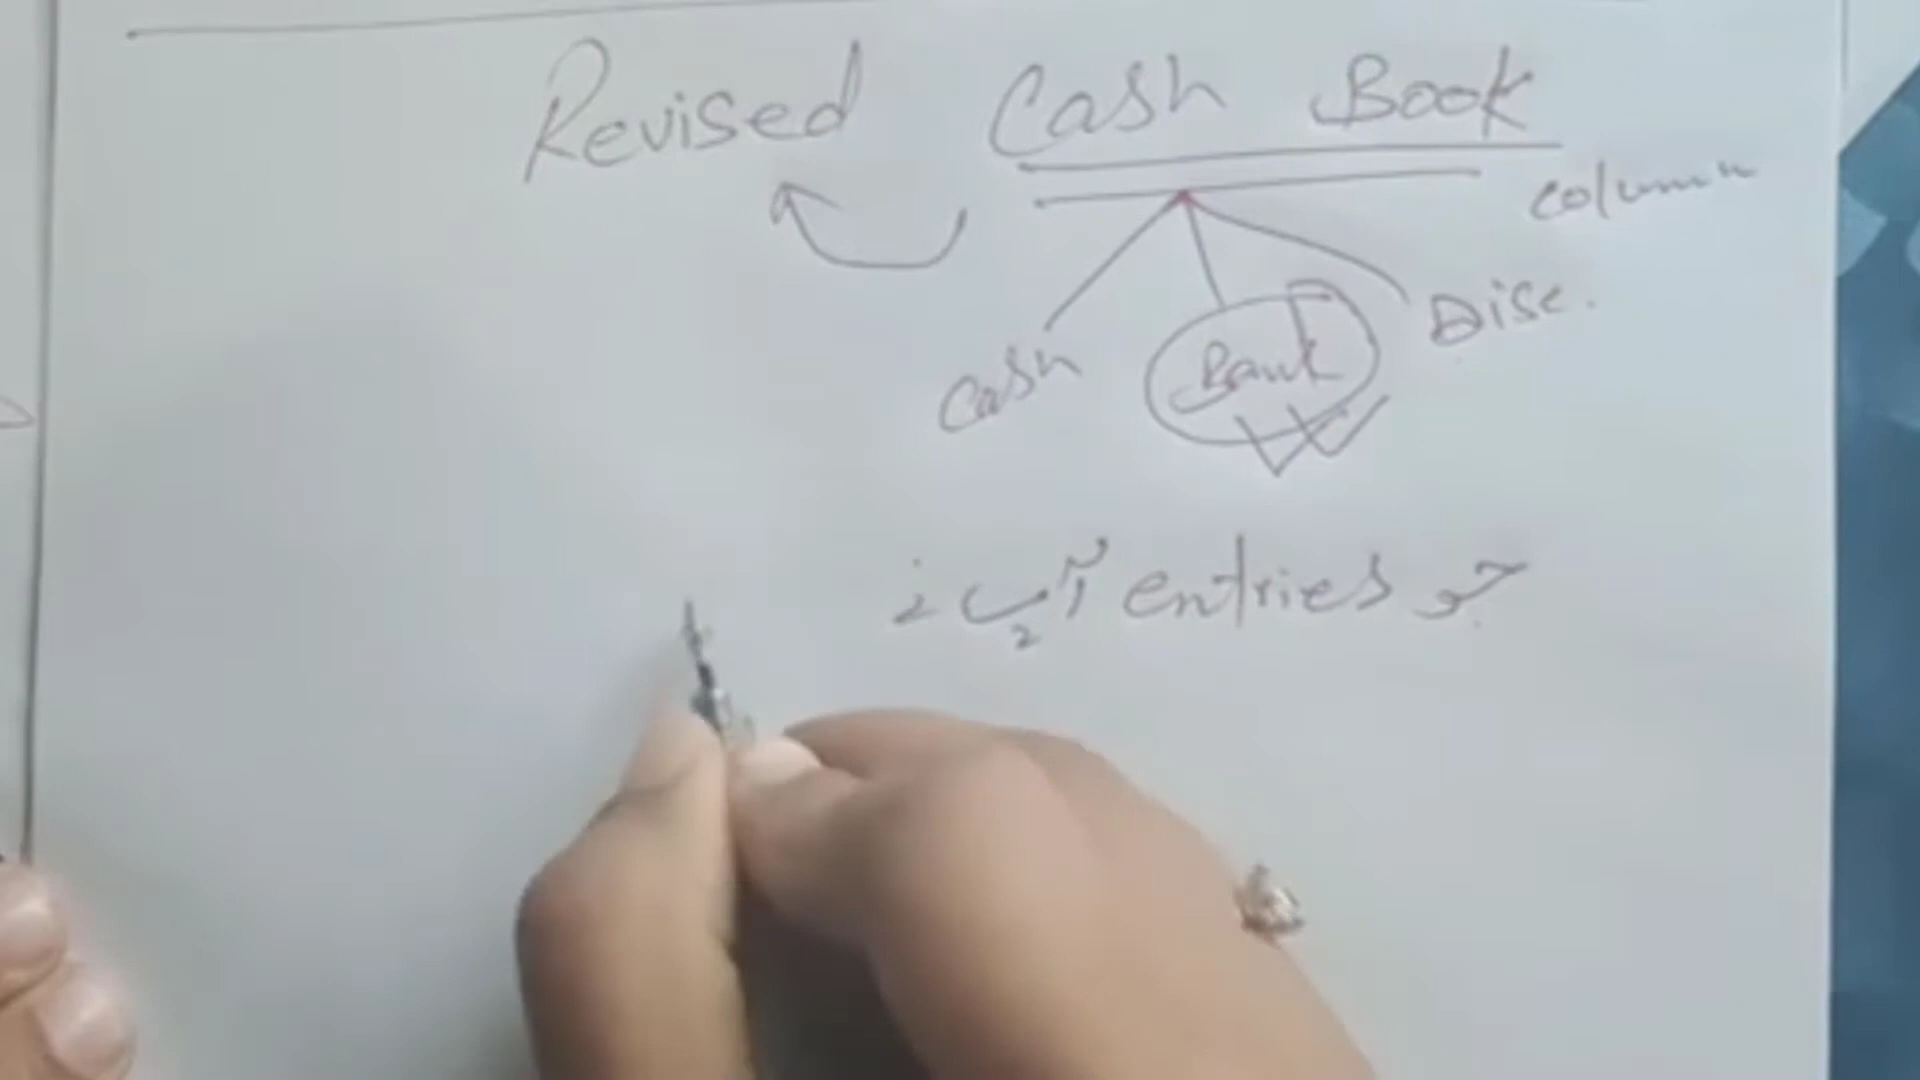 Revised Cash Book
column
Cash Bank Disc.
جو entries آپ نے